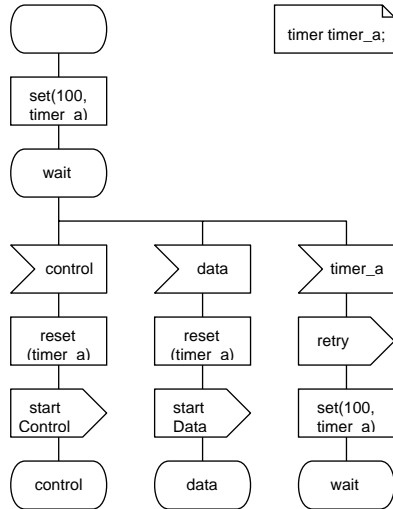 timer timer_a;
set(100,
timer_a)
wait
control
data
timer_a
reset
(timer_a)
reset
(timer_a)
retry
start
Control
start
Data
set(100,
timer_a)
control
data
wait